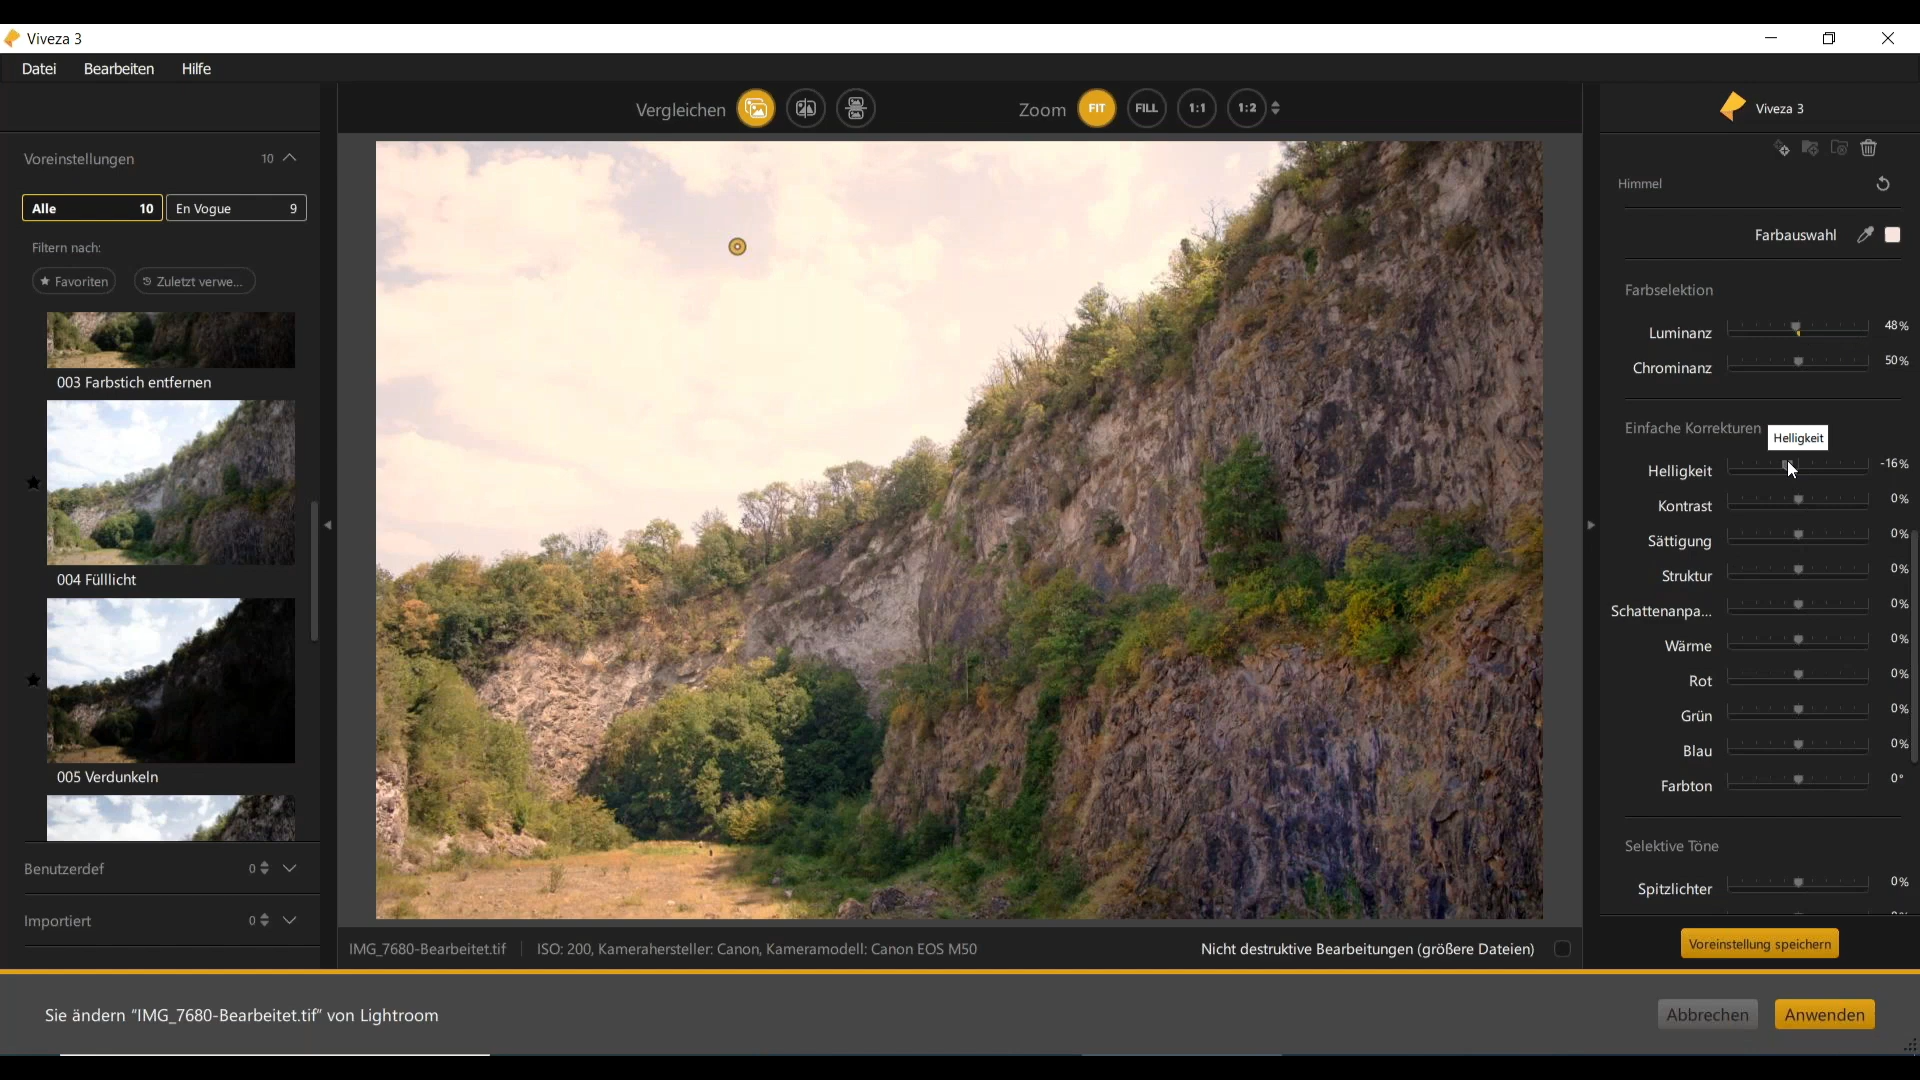 Viveza 3
Datei Bearbeiten Hilfe
Vergleichen Zoom FIT FILL 1:1 1:2
Viveza 3
Voreinstellungen 10
Alle 10 En Vogue 9
Filtern nach:
Favoriten Zuletzt verwe...
003 Farbstich entfernen
004 Fülllicht
005 Verdunkeln
Benutzerdef 0
Importiert 0
IMG_7680-Bearbeitet.tif ISO: 200, Kamerahersteller: Canon, Kameramodell: Canon EOS M50 Nicht destruktive Bearbeitungen (größere Dateien)
Himmel
Farbauswahl
Farbselektion
Luminanz 48%
Chrominanz 50%
Einfache Korrekturen
Helligkeit
Helligkeit -16%
Kontrast 0%
Sättigung 0%
Struktur 0%
Schattenanpa... 0%
Wärme 0%
Rot 0%
Grün 0%
Blau 0%
Farbton 0°
Selektive Töne
Spitzlichter 0%
Voreinstellung speichern
Sie ändern "IMG_7680-Bearbeitet.tif" von Lightroom
Abbrechen Anwenden